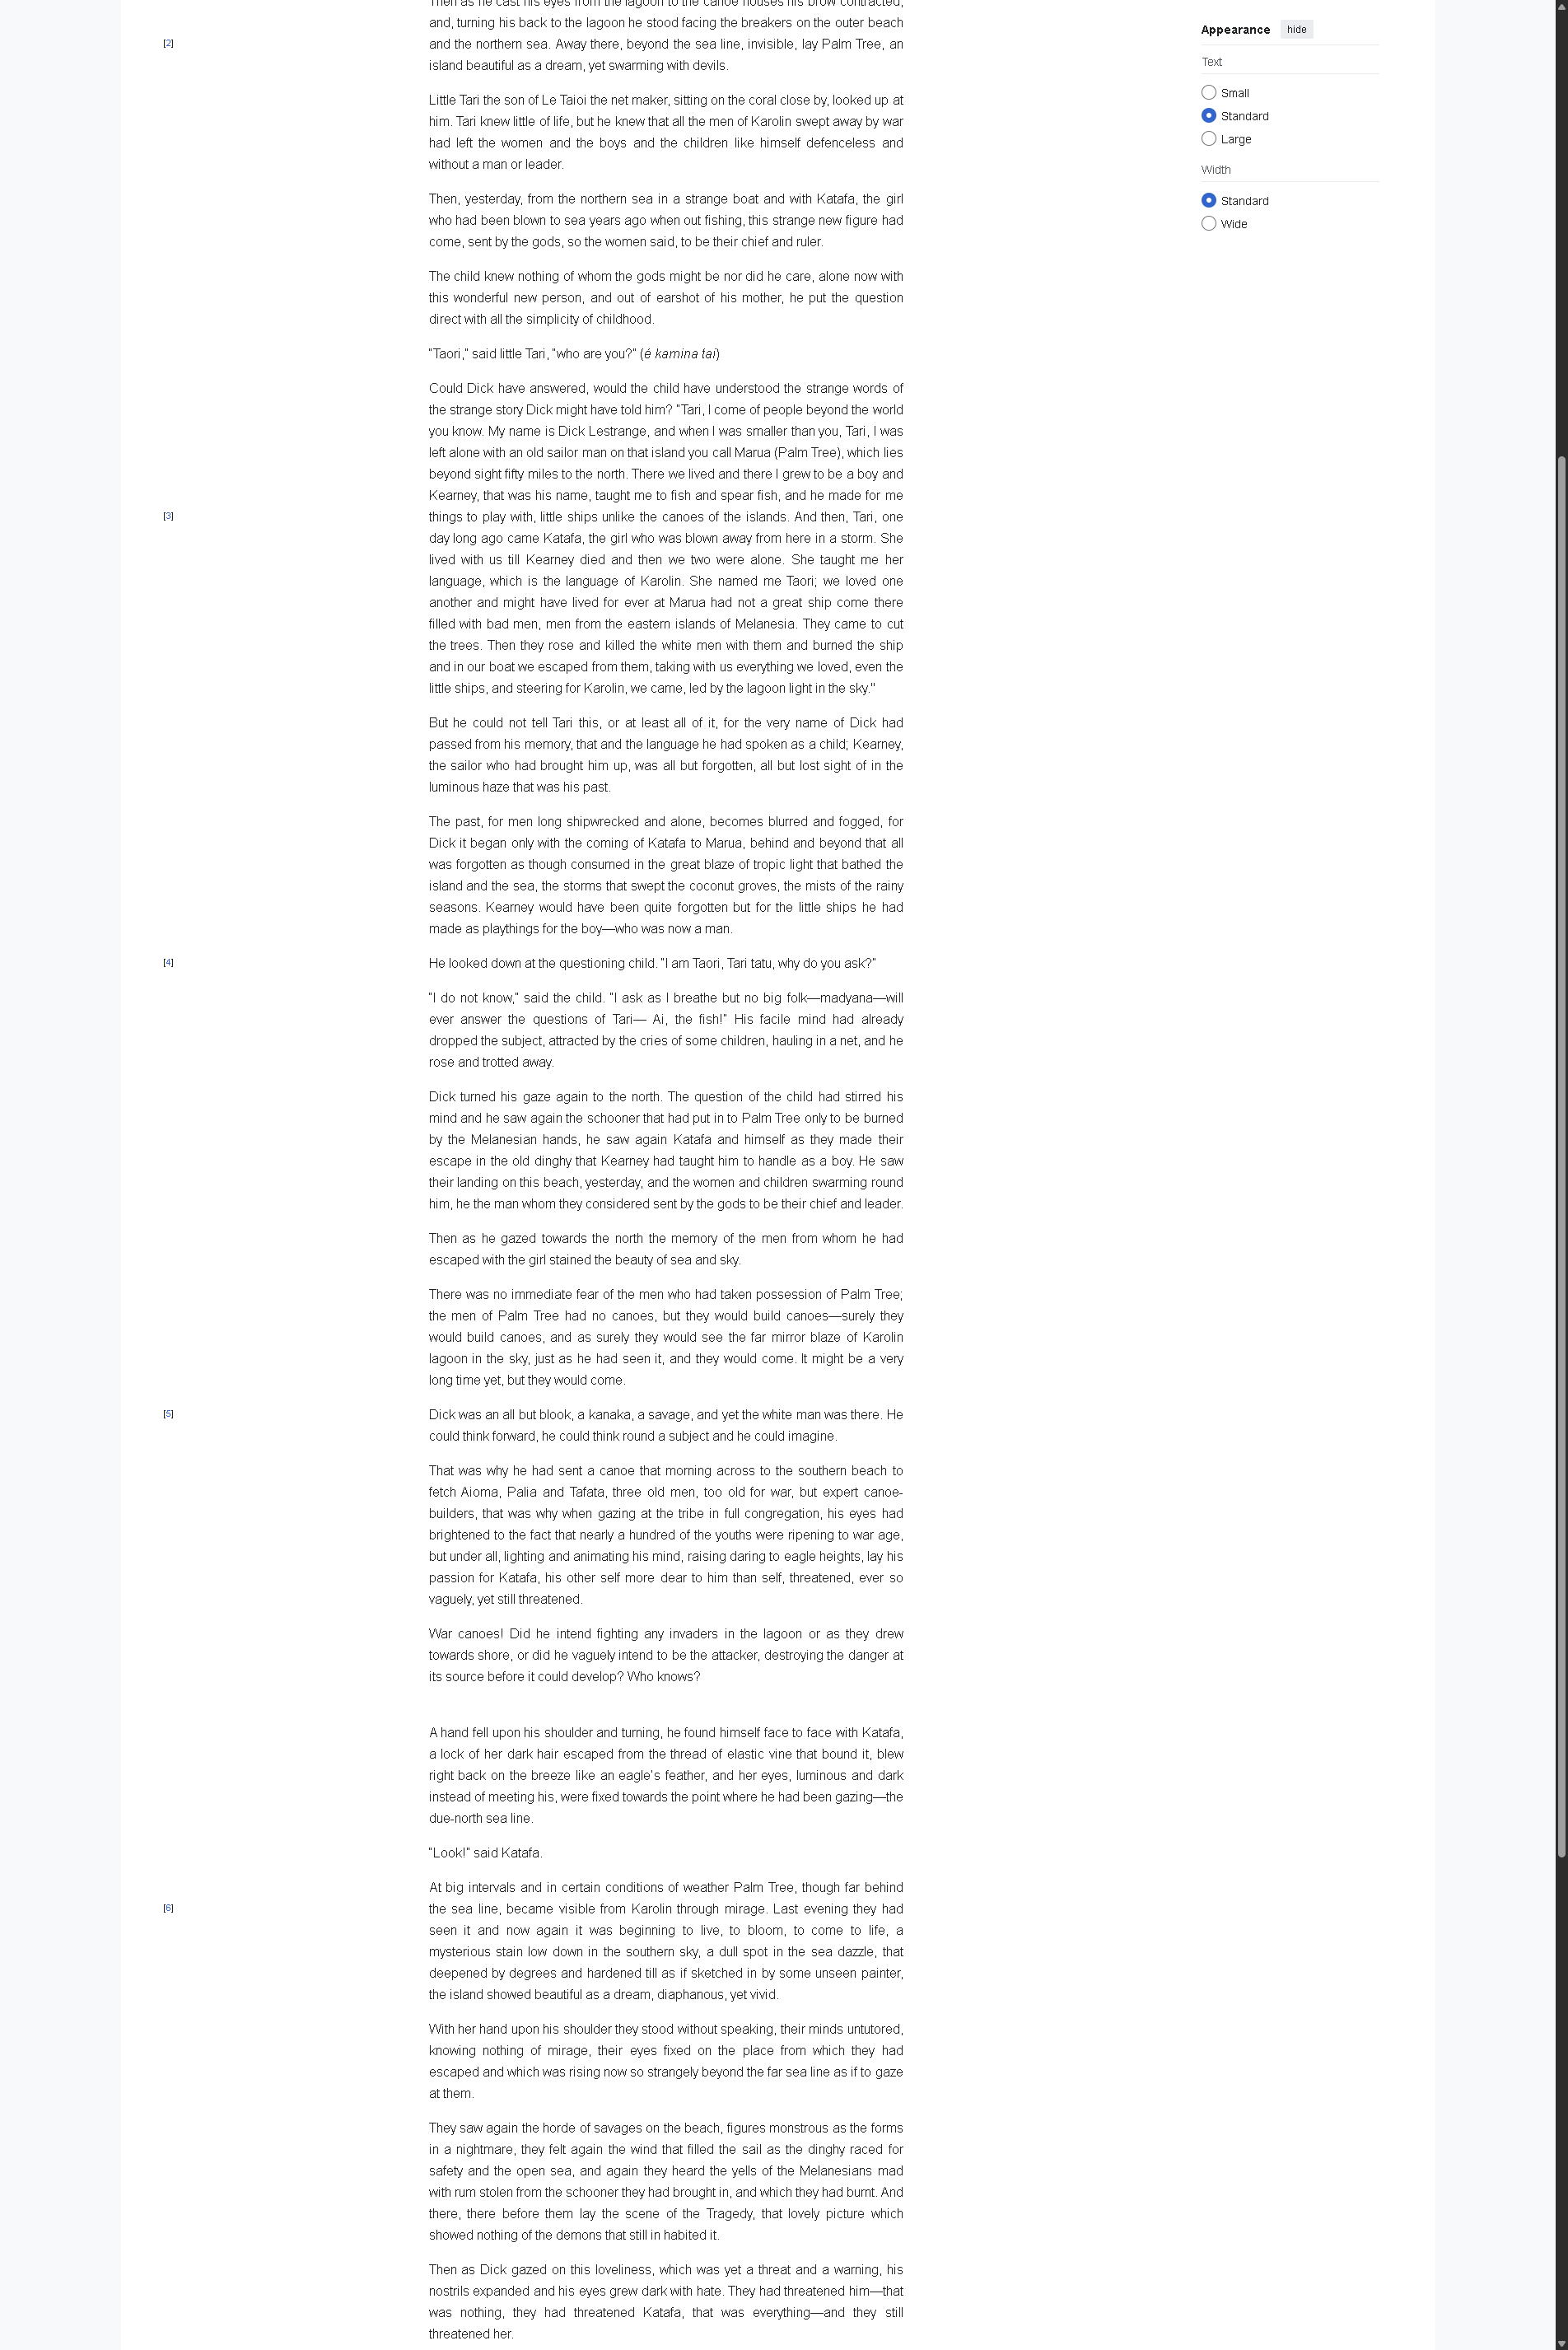 Then as he cast his eyes from the lagoon to the canoe houses his brow contracted,
and, turning his back to the lagoon he stood facing the breakers on the outer beach
[2]
and the northern sea. Away there, beyond the sea line, invisible, lay Palm Tree, an
island beautiful as a dream, yet swarming with devils.
Little Tari the son of Le Taioi the net maker, sitting on the coral close by, looked up at
him. Tari knew little of life, but he knew that all the men of Karolin swept away by war
had left the women and the boys and the children like himself defenceless and
without a man or leader.
Then, yesterday, from the northern sea in a strange boat and with Katafa, the girl
who had been blown to sea years ago when out fishing, this strange new figure had
come, sent by the gods, so the women said, to be their chief and ruler.
The child knew nothing of whom the gods might be nor did he care, alone now with
this wonderful new person, and out of earshot of his mother, he put the question
direct with all the simplicity of childhood.
"Taori," said little Tari, "who are you?" (é kamina tai)
Could Dick have answered, would the child have understood the strange words of
the strange story Dick might have told him? "Tari, I come of people beyond the world
you know. My name is Dick Lestrange, and when I was smaller than you, Tari, I was
left alone with an old sailor man on that island you call Marua (Palm Tree), which lies
beyond sight fifty miles to the north. There we lived and there I grew to be a boy and
Kearney, that was his name, taught me to fish and spear fish, and he made for me
[3]
things to play with, little ships unlike the canoes of the islands. And then, Tari, one
day long ago came Katafa, the girl who was blown away from here in a storm. She
lived with us till Kearney died and then we two were alone. She taught me her
language, which is the language of Karolin. She named me Taori; we loved one
another and might have lived for ever at Marua had not a great ship come there
filled with bad men, men from the eastern islands of Melanesia. They came to cut
the trees. Then they rose and killed the white men with them and burned the ship
and in our boat we escaped from them, taking with us everything we loved, even the
little ships, and steering for Karolin, we came, led by the lagoon light in the sky."
But he could not tell Tari this, or at least all of it, for the very name of Dick had
passed from his memory, that and the language he had spoken as a child; Kearney,
the sailor who had brought him up, was all but forgotten, all but lost sight of in the
luminous haze that was his past.
The past, for men long shipwrecked and alone, becomes blurred and fogged, for
Dick it began only with the coming of Katafa to Marua, behind and beyond that all
was forgotten as though consumed in the great blaze of tropic light that bathed the
island and the sea, the storms that swept the coconut groves, the mists of the rainy
seasons. Kearney would have been quite forgotten but for the little ships he had
made as playthings for the boy—who was now a man.
[4]
He looked down at the questioning child. "I am Taori, Tari tatu, why do you ask?"
"I do not know," said the child. "I ask as I breathe but no big folk—madyana—will
ever answer the questions of Tari— Ai, the fish!" His facile mind had already
dropped the subject, attracted by the cries of some children, hauling in a net, and he
rose and trotted away.
Dick turned his gaze again to the north. The question of the child had stirred his
mind and he saw again the schooner that had put in to Palm Tree only to be burned
by the Melanesian hands, he saw again Katafa and himself as they made their
escape in the old dinghy that Kearney had taught him to handle as a boy. He saw
their landing on this beach, yesterday, and the women and children swarming round
him, he the man whom they considered sent by the gods to be their chief and leader.
Then as he gazed towards the north the memory of the men from whom he had
escaped with the girl stained the beauty of sea and sky.
There was no immediate fear of the men who had taken possession of Palm Tree;
the men of Palm Tree had no canoes, but they would build canoes—surely they
would build canoes, and as surely they would see the far mirror blaze of Karolin
lagoon in the sky, just as he had seen it, and they would come. It might be a very
long time yet, but they would come.
[5]
Dick was an all but blook, a kanaka, a savage, and yet the white man was there. He
could think forward, he could think round a subject and he could imagine.
That was why he had sent a canoe that morning across to the southern beach to
fetch Aioma, Palia and Tafata, three old men, too old for war, but expert canoe-
builders, that was why when gazing at the tribe in full congregation, his eyes had
brightened to the fact that nearly a hundred of the youths were ripening to war age,
but under all, lighting and animating his mind, raising daring to eagle heights, lay his
passion for Katafa, his other self more dear to him than self, threatened, ever so
vaguely, yet still threatened.
War canoes! Did he intend fighting any invaders in the lagoon or as they drew
towards shore, or did he vaguely intend to be the attacker, destroying the danger at
its source before it could develop? Who knows?
A hand fell upon his shoulder and turning, he found himself face to face with Katafa,
a lock of her dark hair escaped from the thread of elastic vine that bound it, blew
right back on the breeze like an eagle's feather, and her eyes, luminous and dark
instead of meeting his, were fixed towards the point where he had been gazing—the
due-north sea line.
"Look!" said Katafa.
At big intervals and in certain conditions of weather Palm Tree, though far behind
[6]
the sea line, became visible from Karolin through mirage. Last evening they had
seen it and now again it was beginning to live, to bloom, to come to life, a
mysterious stain low down in the southern sky, a dull spot in the sea dazzle, that
deepened by degrees and hardened till as if sketched in by some unseen painter,
the island showed beautiful as a dream, diaphanous, yet vivid.
With her hand upon his shoulder they stood without speaking, their minds untutored,
knowing nothing of mirage, their eyes fixed on the place from which they had
escaped and which was rising now so strangely beyond the far sea line as if to gaze
at them.
They saw again the horde of savages on the beach, figures monstrous as the forms
in a nightmare, they felt again the wind that filled the sail as the dinghy raced for
safety and the open sea, and again they heard the yells of the Melanesians mad
with rum stolen from the schooner they had brought in, and which they had burnt. And
there, there before them lay the scene of the Tragedy, that lovely picture which
showed nothing of the demons that still in habited it.
Then as Dick gazed on this loveliness, which was yet a threat and a warning, his
nostrils expanded and his eyes grew dark with hate. They had threatened him—that
was nothing, they had threatened Katafa, that was everything—and they still
threatened her.
Appearance hide
Text
Small
Standard
Large
Width
Standard
Wide